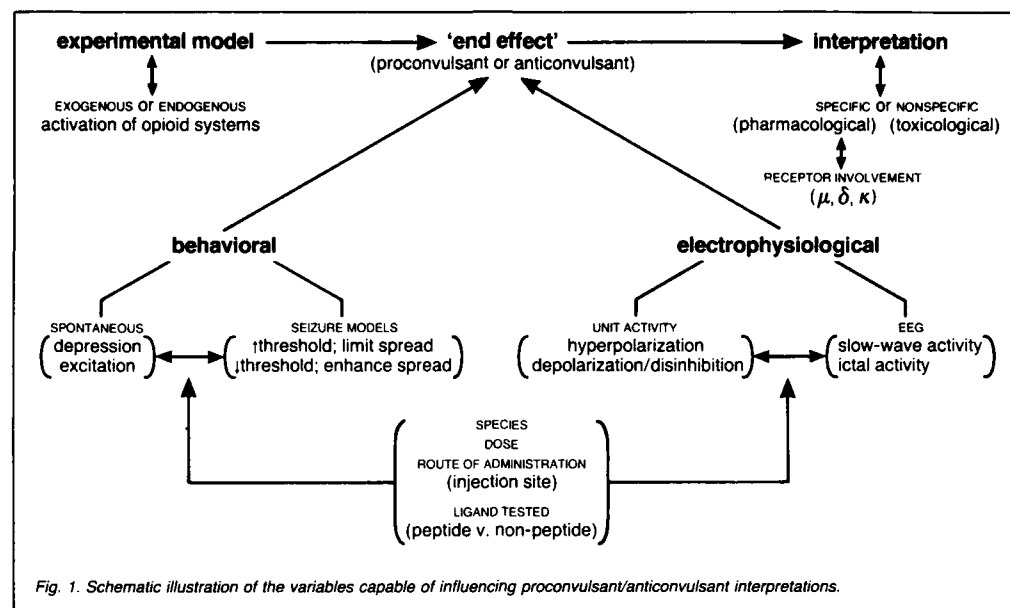 experimental model
'end effect'
interpretation
(proconvulsant or anticonvulsant)
EXOGENOUS or ENDOGENOUS
activation of opioid systems
SPECIFIC or NONSPECIFIC
(pharmacological) (toxicological)
RECEPTOR INVOLVEMENT
(μ, δ, κ)
behavioral
electrophysiological
SPONTANEOUS
depression
excitation
SEIZURE MODELS
↑threshold; limit spread
↓threshold; enhance spread
UNIT ACTIVITY
hyperpolarization
depolarization/disinhibition
EEG
slow-wave activity
ictal activity
SPECIES
DOSE
ROUTE OF ADMINISTRATION
(injection site)
LIGAND TESTED
(peptide v. non-peptide)
Fig. 1. Schematic illustration of the variables capable of influencing proconvulsant/anticonvulsant interpretations.